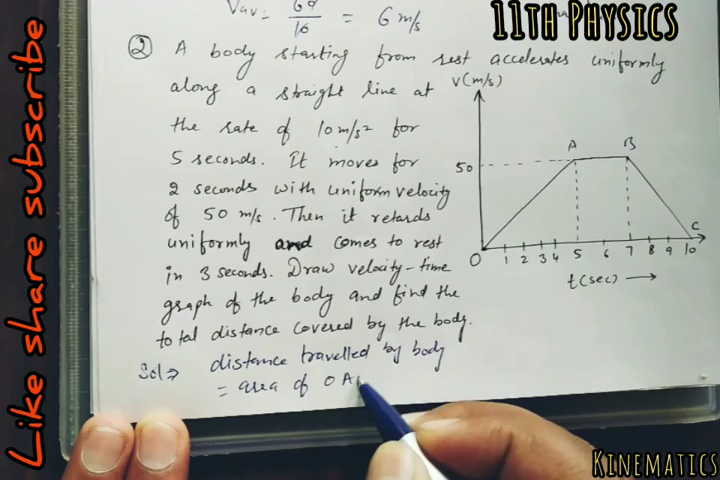 Vav = 69/16 = 6 m/s
11th Physics
② A body starting from rest accelerates uniformly
along a straight line at
the rate of 10 m/s² for
5 seconds. It moves for
2 seconds with uniform velocity
of 50 m/s. Then it retards
uniformly and comes to rest
in 3 seconds. Draw velocity-time
graph of the body and find the
total distance covered by the body.
Sol⇒ distance travelled by body
= area of OA
V(m/s)
A B
50
O 1 2 3 4 5 6 7 8 9 10 C
t(sec) →
Like share subscribe
Kinematics